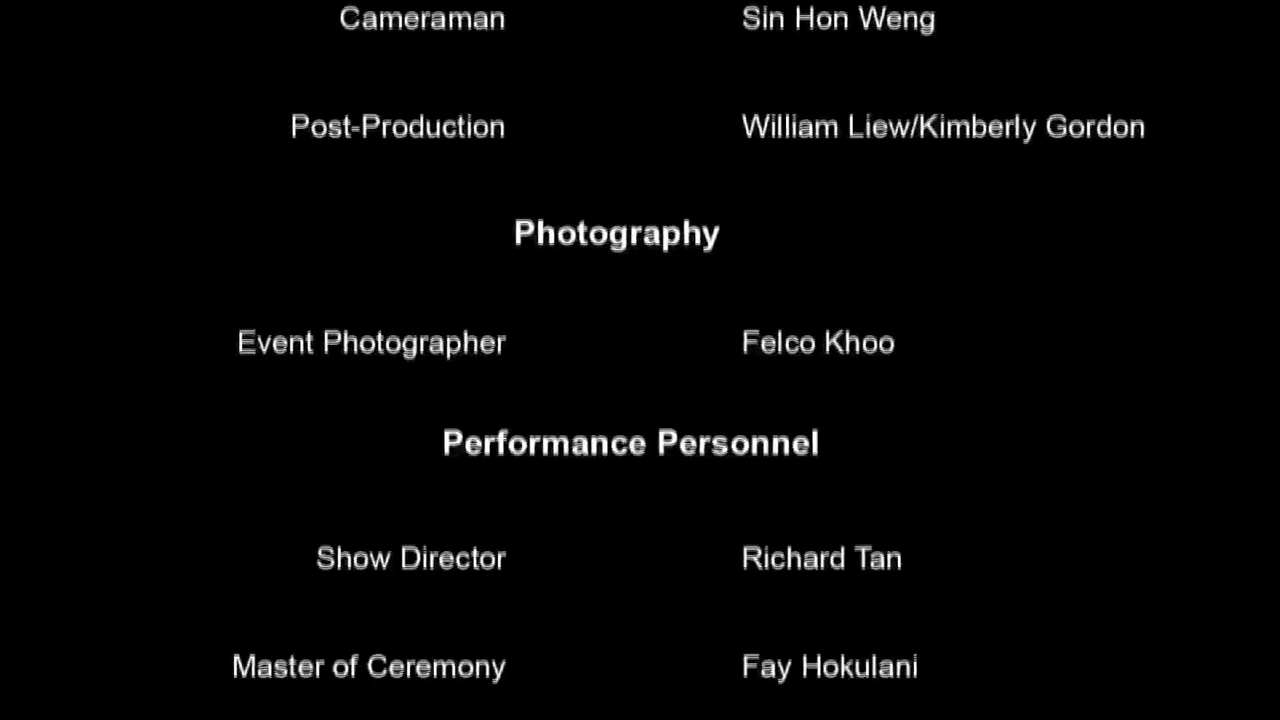 Cameraman Sin Hon Weng
Post-Production William Liew/Kimberly Gordon
Photography
Event Photographer Felco Khoo
Performance Personnel
Show Director Richard Tan
Master of Ceremony Fay Hokulani